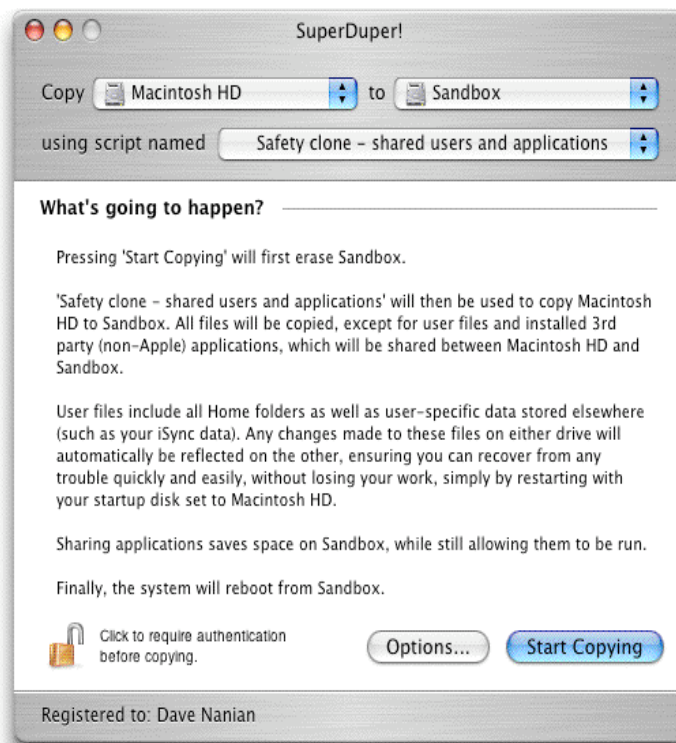 SuperDuper!
Copy Macintosh HD to Sandbox
using script named Safety clone – shared users and applications
What's going to happen?
Pressing 'Start Copying' will first erase Sandbox.
'Safety clone – shared users and applications' will then be used to copy Macintosh
HD to Sandbox. All files will be copied, except for user files and installed 3rd
party (non-Apple) applications, which will be shared between Macintosh HD and
Sandbox.
User files include all Home folders as well as user-specific data stored elsewhere
(such as your iSync data). Any changes made to these files on either drive will
automatically be reflected on the other, ensuring you can recover from any
trouble quickly and easily, without losing your work, simply by restarting with
your startup disk set to Macintosh HD.
Sharing applications saves space on Sandbox, while still allowing them to be run.
Finally, the system will reboot from Sandbox.
Click to require authentication
before copying.
Options...
Start Copying
Registered to: Dave Nanian